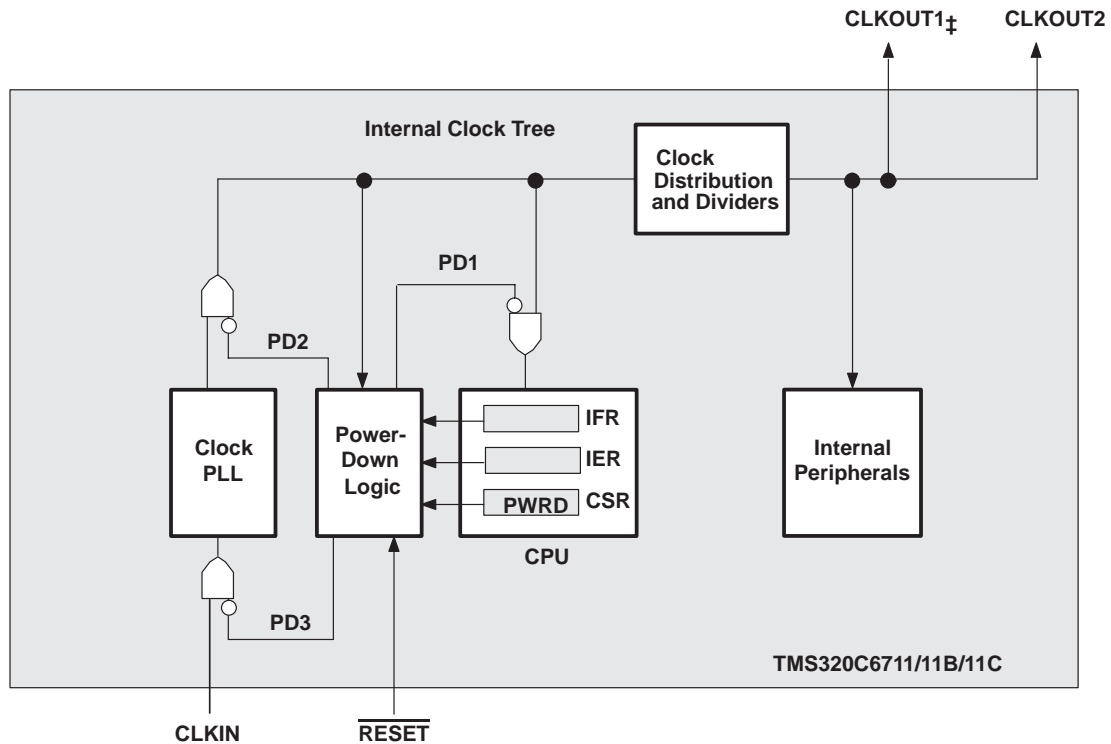 CLKOUT1‡ CLKOUT2
Internal Clock Tree
Clock
Distribution
and Dividers
PD1
PD2
Clock
PLL
Power-
Down
Logic
IFR
IER
PWRD CSR
CPU
Internal
Peripherals
PD3
TMS320C6711/11B/11C
CLKIN
RESET